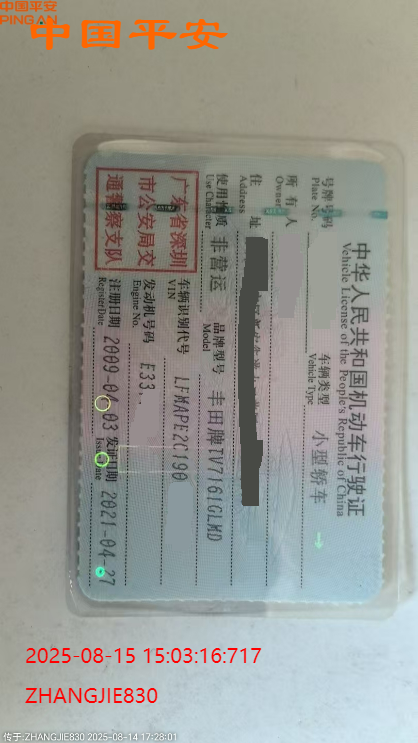 中国平安
PING AN
中国平安
中华人民共和国机动车行驶证
Vehicle License of the People's Republic of China
号牌号码
Plate No.
车辆类型 小型轿车
Vehicle Type
所有人
Owner
住址
Address
使用性质 非营运
Use Character
品牌型号 丰田牌TV7161GLMD
Model
广东省深圳
市公安局交
通警察支队
车辆识别代号 LFMAPE2C190
VIN
发动机号码 E33..
Engine No.
注册日期 2009-04-03
Register Date
发证日期 2021-04-27
Issue Date
2025-08-15 15:03:16:717
ZHANGJIE830
传于:ZHANGJIE830 2025-08-14 17:28:01